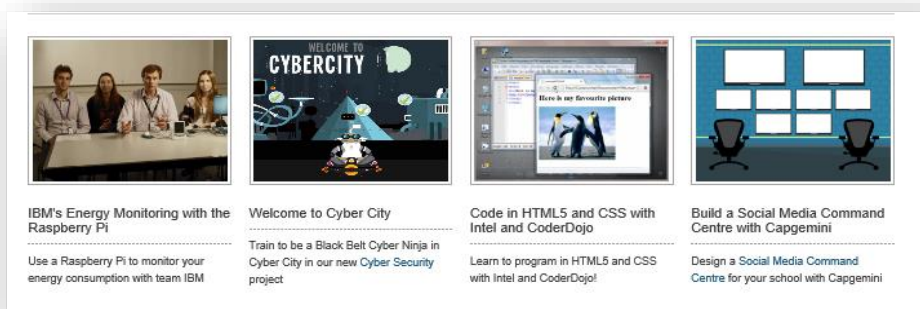 WELCOME TO
CYBERCITY
Here is my favourite picture
IBM's Energy Monitoring with the
Raspberry Pi
Use a Raspberry Pi to monitor your
energy consumption with team IBM
Welcome to Cyber City
Train to be a Black Belt Cyber Ninja in
Cyber City in our new Cyber Security
project
Code in HTML5 and CSS with
Intel and CoderDojo
Learn to program in HTML5 and CSS
with Intel and CoderDojo!
Build a Social Media Command
Centre with Capgemini
Design a Social Media Command
Centre for your school with Capgemini